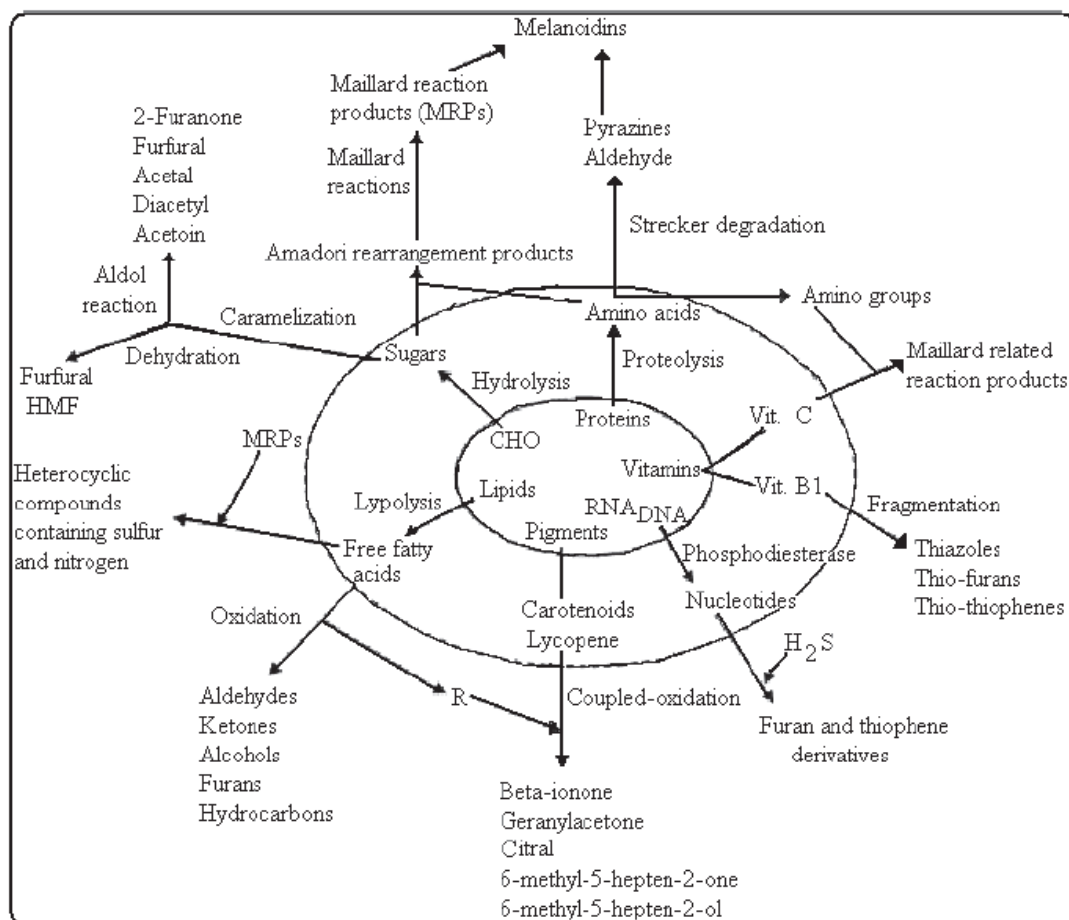 Melanoidins
Maillard reaction
products (MRPs)
2-Furanone
Furfural
Acetal
Diacetyl
Acetoin
Pyrazines
Aldehyde
Maillard
reactions
Strecker degradation
Amadori rearrangement products
Aldol
reaction
Caramelization
Amino acids
Amino groups
Dehydration
Sugars
Proteolysis
Maillard related
reaction products
Furfural
HMF
Hydrolysis
Proteins
Vit. C
CHO
MRPs
Vitamins
Heterocyclic
compounds
containing sulfur
and nitrogen
Lypolysis
Lipids
Vit. B1
Fragmentation
RNA
DNA
Pigments
Free fatty
acids
Phosphodiesterase
Thiazoles
Thio-furans
Thio-thiophenes
Oxidation
Carotenoids
Lycopene
Nucleotides
H2S
Aldehydes
Ketones
Alcohols
Furans
Hydrocarbons
R
Coupled-oxidation
Furan and thiophene
derivatives
Beta-ionone
Geranylacetone
Citral
6-methyl-5-hepten-2-one
6-methyl-5-hepten-2-ol